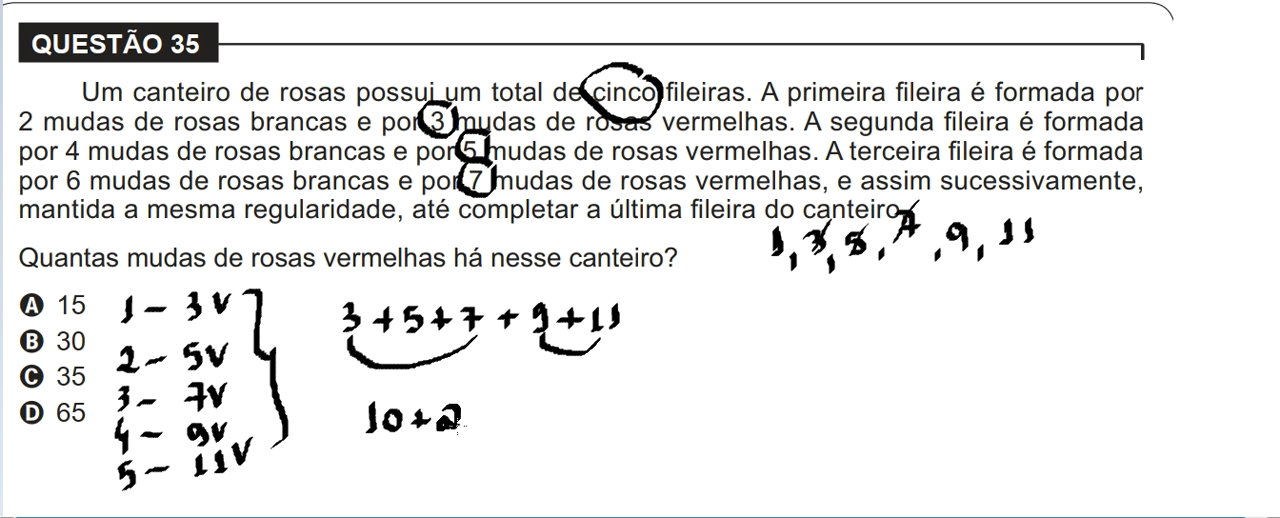 QUESTÃO 35
Um canteiro de rosas possui um total de cinco fileiras. A primeira fileira é formada por
2 mudas de rosas brancas e por 3 mudas de rosas vermelhas. A segunda fileira é formada
por 4 mudas de rosas brancas e por 5 mudas de rosas vermelhas. A terceira fileira é formada
por 6 mudas de rosas brancas e por 7 mudas de rosas vermelhas, e assim sucessivamente,
mantida a mesma regularidade, até completar a última fileira do canteiro.
1, 3, 5, 7, 9, 11
Quantas mudas de rosas vermelhas há nesse canteiro?
A 15
B 30
C 35
D 65
1 - 3V
2 - 5V
3 - 7V
4 - 9V
5 - 11V
3 + 5 + 7 + 9 + 11
10 + 2